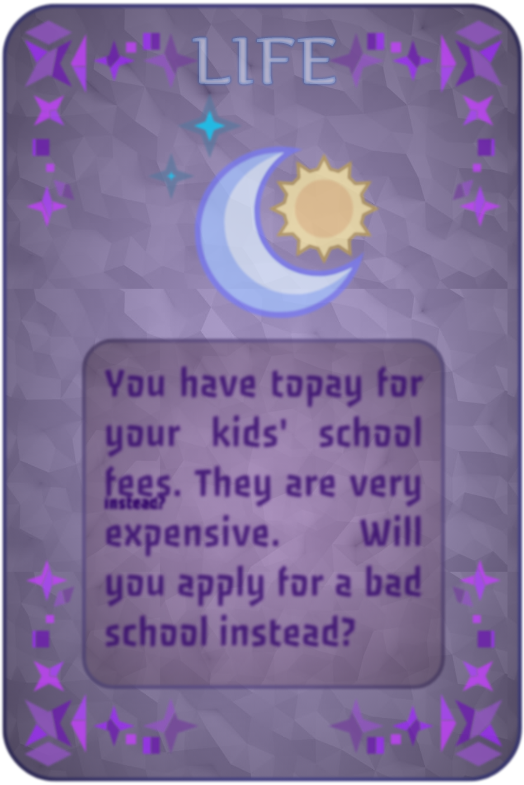 LIFE
You have topay for
your kids' school
fees. They are very
instead?
expensive. Will
you apply for a bad
school instead?